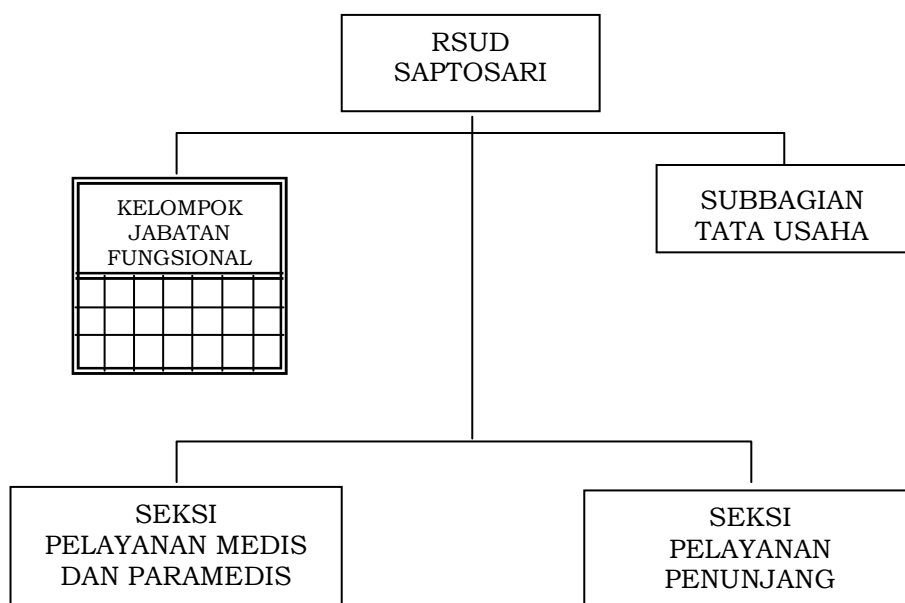 RSUD
SAPTOSARI
KELOMPOK
JABATAN
FUNGSIONAL
SUBBAGIAN
TATA USAHA
SEKSI
PELAYANAN MEDIS
DAN PARAMEDIS
SEKSI
PELAYANAN
PENUNJANG